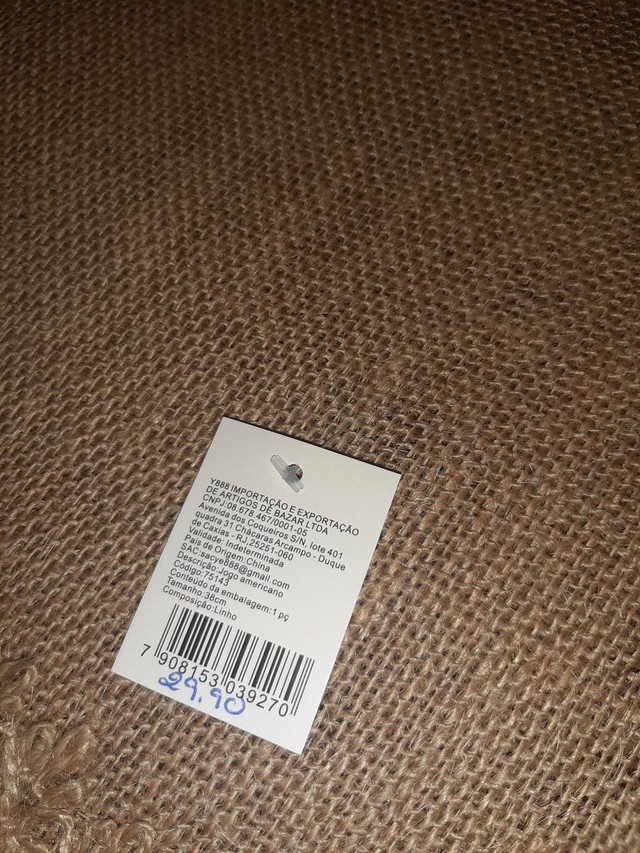 Y888 IMPORTAÇÃO E EXPORTAÇÃO
DE ARTIGOS DE BAZAR LTDA
CNPJ:08.678.467/0001-05
Avenida dos Coqueiros S/N, lote 401
quadra 31 Chácaras Arcampo - Duque
de Caxias - RJ,25251-060
Validade: Indeterminada
País de Origem:China
SAC:sacye888@gmail.com
Descrição:Jogo americano
Código:75143
Conteúdo da embalagem:1 pç
Tamanho:38cm
Composição:Linho
7 908153 039270
29.90